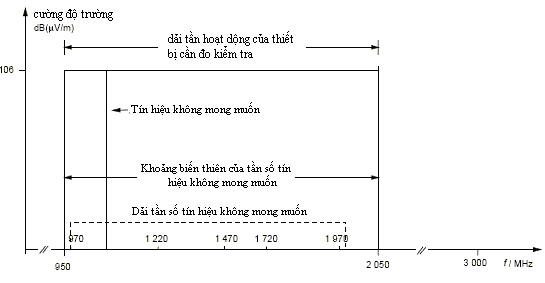 cường độ trường
dB(µV/m)
dải tần hoạt dộng của thiết
bị cần đo kiểm tra
106
Tín hiệu không mong muốn
Khoảng biến thiên của tần số tín
hiệu không mong muốn
Dải tần số tín hiệu không mong muốn
970 1 220 1 470 1 720 1 970
950 2 050 3 000 f / MHz